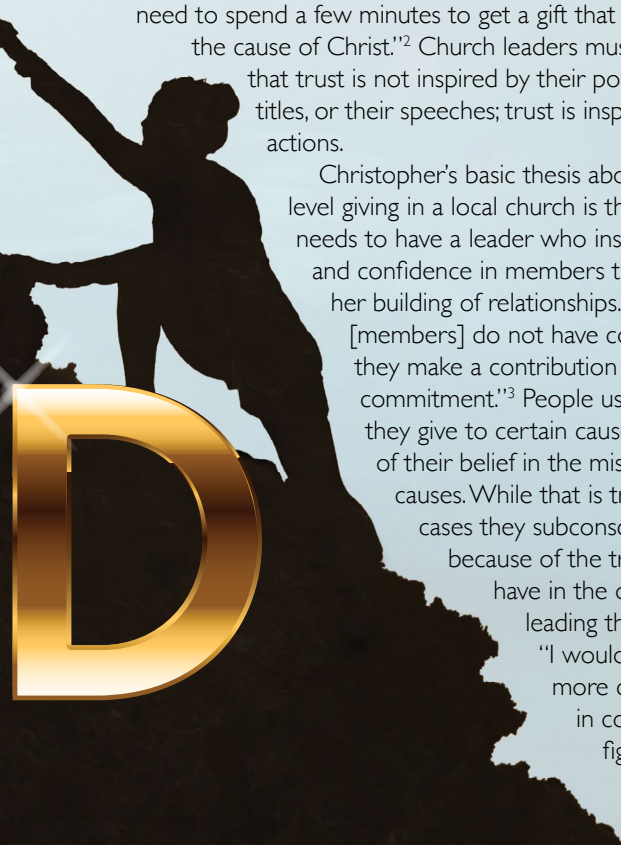 need to spend a few minutes to get a gift that
the cause of Christ.”² Church leaders mus
that trust is not inspired by their po
titles, or their speeches; trust is insp
actions.
Christopher’s basic thesis abo
level giving in a local church is th
needs to have a leader who ins
and confidence in members t
her building of relationships.
[members] do not have co
they make a contribution
commitment.”³ People us
they give to certain caus
of their belief in the mis
causes. While that is tr
cases they subconsc
because of the tr
have in the c
leading th
“I would
more c
in co
fig
D